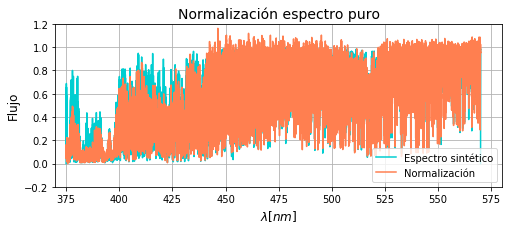 Normalización espectro puro
Flujo
1.2
1.0
0.8
0.6
0.4
0.2
0.0
−0.2
375 400 425 450 475 500 525 550 575
λ[nm]
Espectro sintético
Normalización